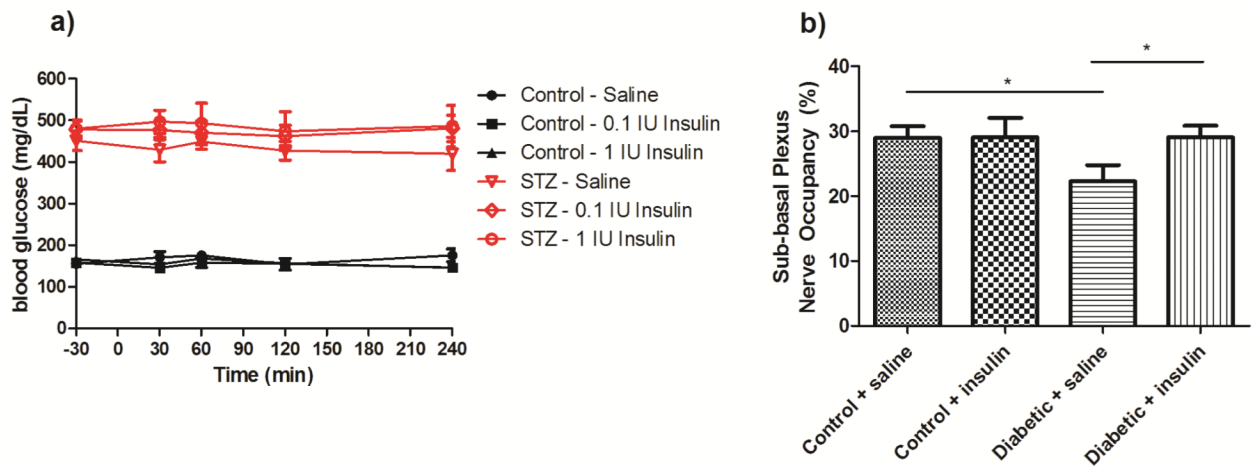 a)
600
500
400
300
200
100
0
blood glucose (mg/dL)
-30 0 30 60 90 120 150 180 210 240
Time (min)
Control - Saline
Control - 0.1 IU Insulin
Control - 1 IU Insulin
STZ - Saline
STZ - 0.1 IU Insulin
STZ - 1 IU Insulin
b)
*
*
40
30
20
10
0
Sub-basal Plexus
Nerve Occupancy (%)
Control + saline
Control + insulin
Diabetic + saline
Diabetic + insulin